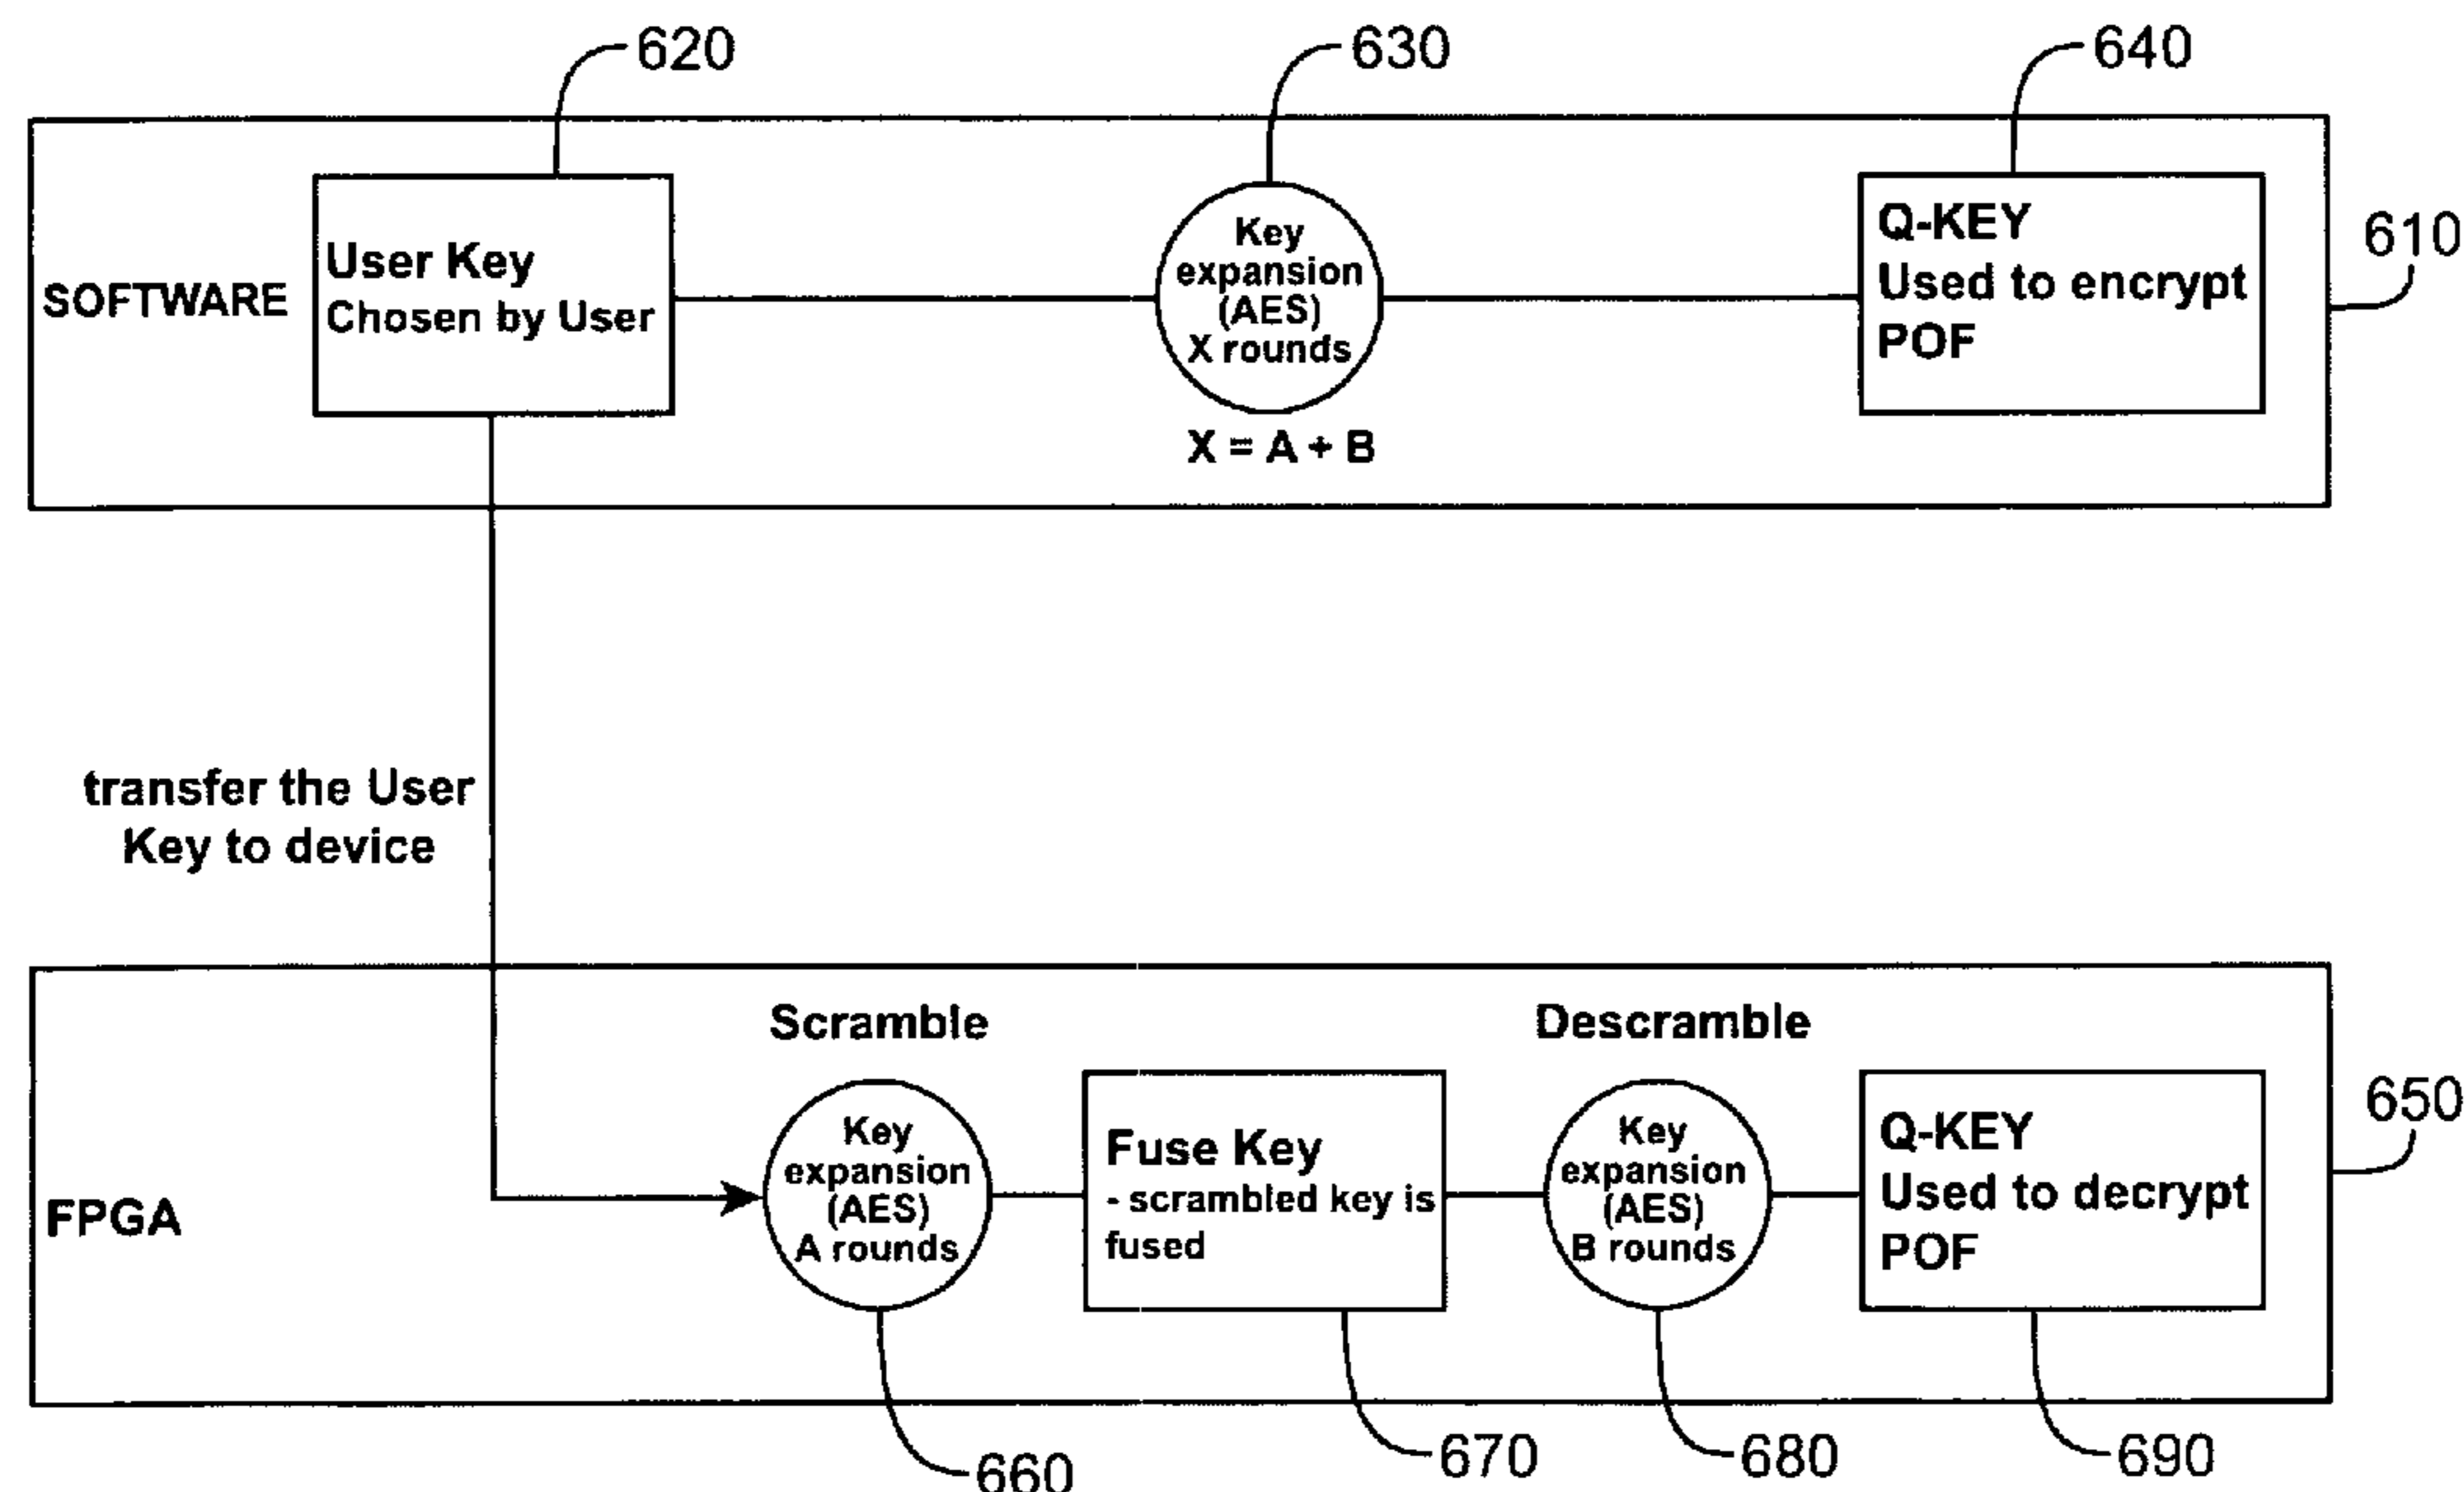 620
630
640
SOFTWARE
User Key
Chosen by User
Key
expansion
(AES)
X rounds
X = A + B
Q-KEY
Used to encrypt
POF
610
transfer the User
Key to device
FPGA
Scramble
Key
expansion
(AES)
A rounds
Fuse Key
- scrambled key is
fused
Descramble
Key
expansion
(AES)
B rounds
Q-KEY
Used to decrypt
POF
650
660
670
680
690